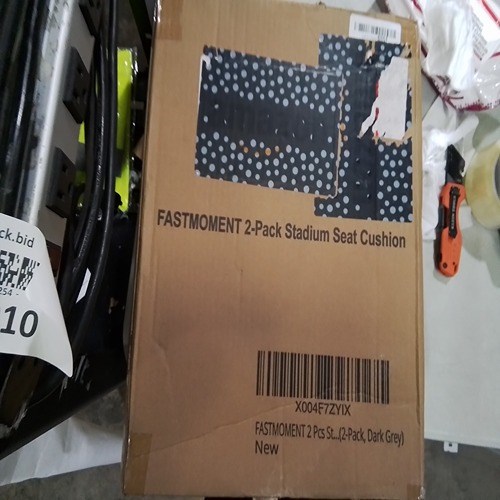 FASTMOMENT 2-Pack Stadium Seat Cushion
X004F7ZYIX
FASTMOMENT 2 Pcs St...(2-Pack, Dark Grey)
New
ck.bid
254 -
10